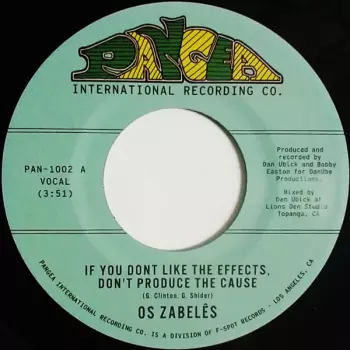 PANGEA
INTERNATIONAL RECORDING CO.
PAN-1002 A
VOCAL
(3:51)
Produced and
recorded by
Dan Ubick and Bobby
Easton for Danube
Productions.
Mixed by
Dan Ubick at
Lions Den Studio
Topanga, CA
IF YOU DONT LIKE THE EFFECTS,
DON'T PRODUCE THE CAUSE
(G. Clinton, G. Shider)
OS ZABELÊS
PANGEA INTERNATIONAL RECORDING CO. IS A DIVISION OF F-SPOT RECORDS - LOS ANGELES, CA